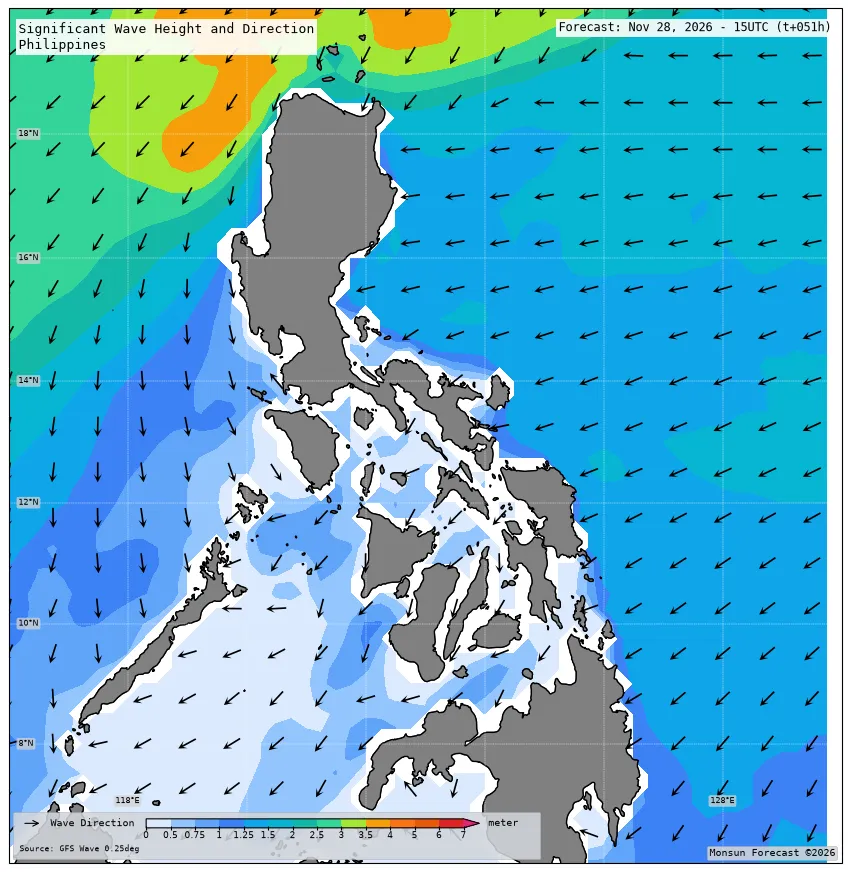 Significant Wave Height and Direction
Philippines
Forecast: Nov 28, 2026 - 15UTC (t+051h)
18°N
16°N
14°N
12°N
10°N
8°N
118°E
128°E
Wave Direction
meter
0 0.5 0.75 1 1.25 1.5 2 2.5 3 3.5 4 5 6 7
Source: GFS Wave 0.25deg
Monsun Forecast ©2026